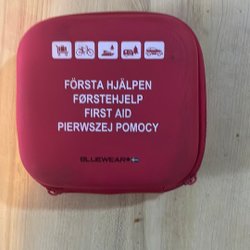 FÖRSTA HJÄLPEN
FØRSTEHJELP
FIRST AID
PIERWSZEJ POMOCY
BLUEWEAR